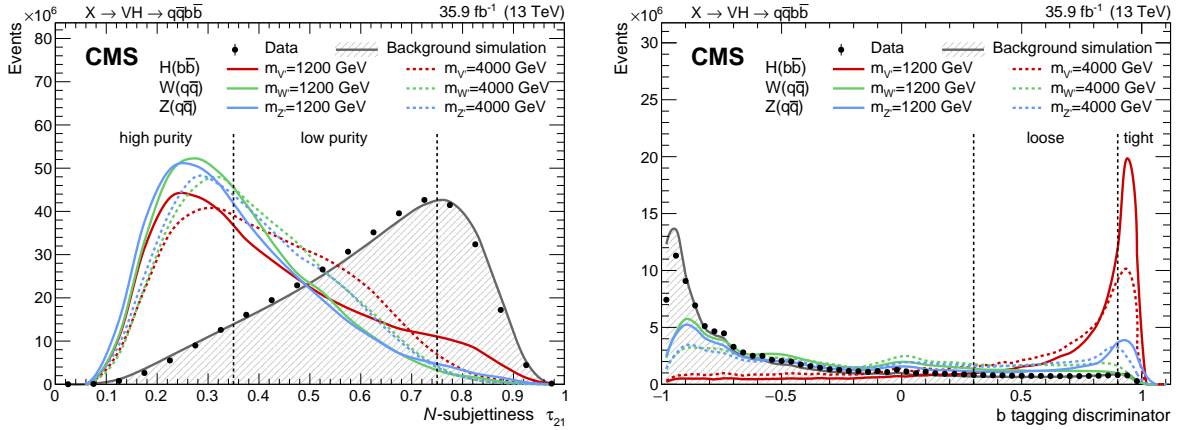 X → VH → qq̅bb̅
35.9 fb⁻¹ (13 TeV)
×10⁶
Events
CMS
Data
Background simulation
H(bb̅)
m_V'=1200 GeV
m_V'=4000 GeV
W(qq̅)
m_W'=1200 GeV
m_W'=4000 GeV
Z(qq̅)
m_Z'=1200 GeV
m_Z'=4000 GeV
high purity
low purity
80
70
60
50
40
30
20
10
0
0 0.1 0.2 0.3 0.4 0.5 0.6 0.7 0.8 0.9 1
N-subjettiness τ₂₁
X → VH → qq̅bb̅
35.9 fb⁻¹ (13 TeV)
×10⁶
Events
CMS
Data
Background simulation
H(bb̅)
m_V'=1200 GeV
m_V'=4000 GeV
W(qq̅)
m_W'=1200 GeV
m_W'=4000 GeV
Z(qq̅)
m_Z'=1200 GeV
m_Z'=4000 GeV
loose
tight
30
25
20
15
10
5
0
−1 −0.5 0 0.5 1
b tagging discriminator